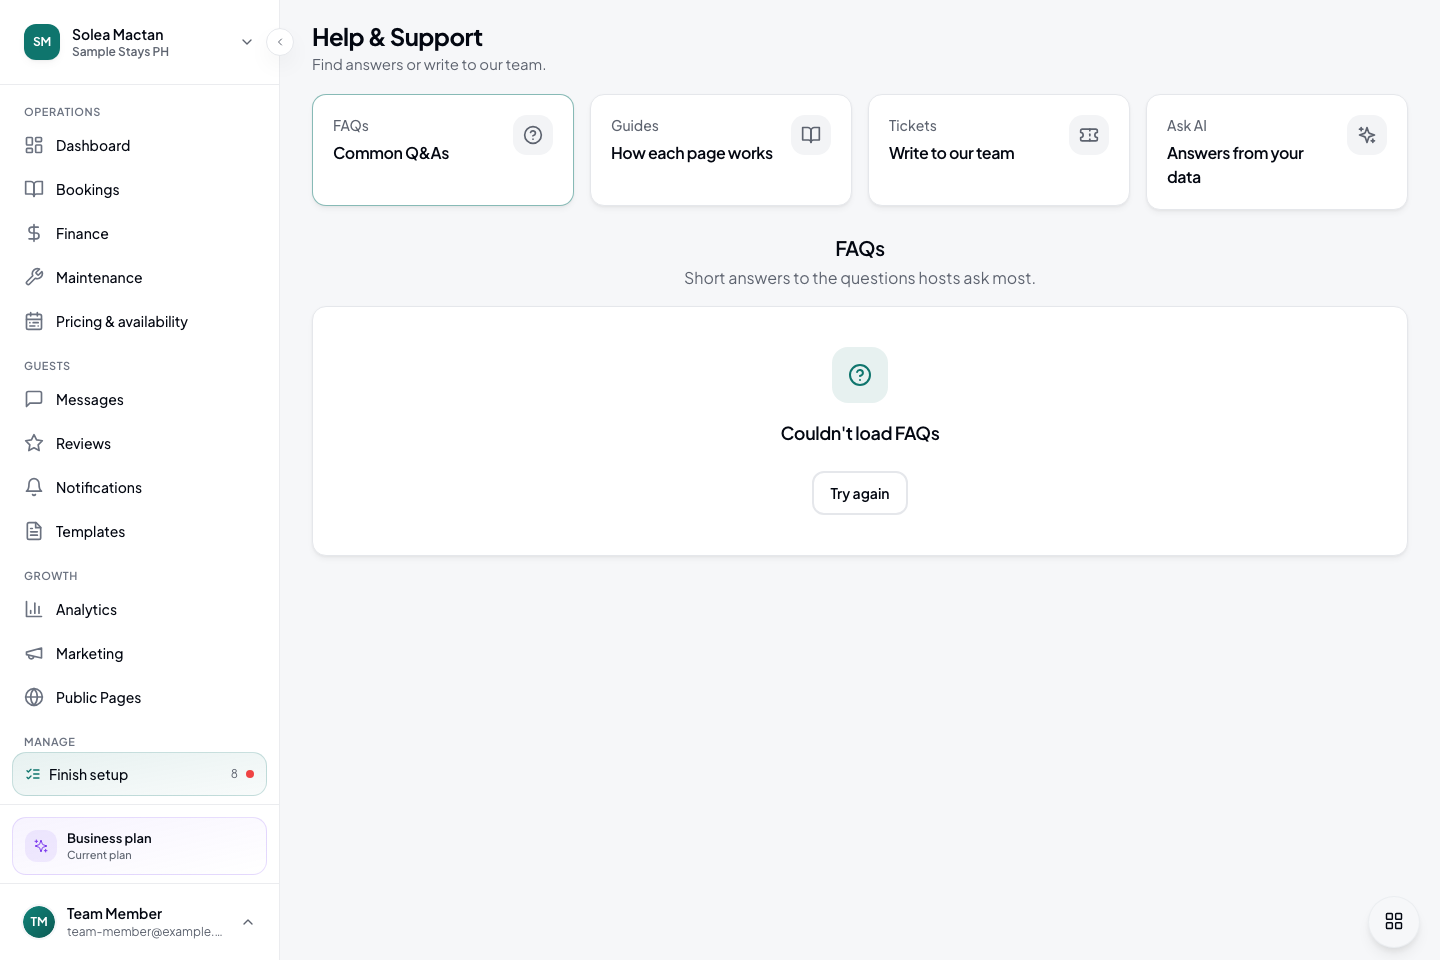 SM
Solea Mactan
Sample Stays PH
OPERATIONS
Dashboard
Bookings
Finance
Maintenance
Pricing & availability
GUESTS
Messages
Reviews
Notifications
Templates
GROWTH
Analytics
Marketing
Public Pages
MANAGE
Finish setup 8
Business plan
Current plan
TM
Team Member
team-member@example....
Help & Support
Find answers or write to our team.
FAQs
Common Q&As
Guides
How each page works
Tickets
Write to our team
Ask AI
Answers from your
data
FAQs
Short answers to the questions hosts ask most.
Couldn't load FAQs
Try again